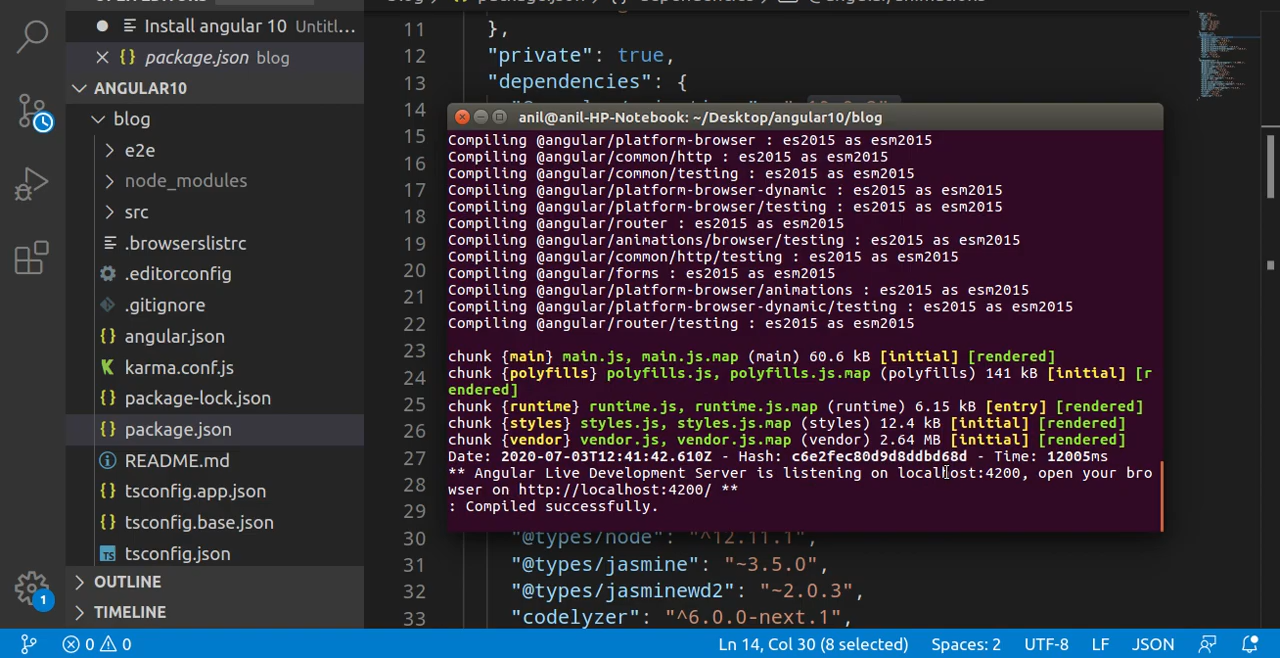 Install angular 10 Untitl...
package.json blog
ANGULAR10
blog
e2e
node_modules
src
.browserslistrc
.editorconfig
.gitignore
angular.json
karma.conf.js
package-lock.json
package.json
README.md
tsconfig.app.json
tsconfig.base.json
tsconfig.json
OUTLINE
TIMELINE
11 },
12 "private": true,
13 "dependencies": {
14
15
16
17
18
19
20
21
22
23
24
25
26
27
28
29
30 "@types/node": "^12.11.1",
31 "@types/jasmine": "~3.5.0",
32 "@types/jasminewd2": "~2.0.3",
33 "codelyzer": "^6.0.0-next.1",
anil@anil-HP-Notebook: ~/Desktop/angular10/blog
Compiling @angular/platform-browser : es2015 as esm2015
Compiling @angular/common/http : es2015 as esm2015
Compiling @angular/common/testing : es2015 as esm2015
Compiling @angular/platform-browser-dynamic : es2015 as esm2015
Compiling @angular/platform-browser/testing : es2015 as esm2015
Compiling @angular/router : es2015 as esm2015
Compiling @angular/animations/browser/testing : es2015 as esm2015
Compiling @angular/common/http/testing : es2015 as esm2015
Compiling @angular/forms : es2015 as esm2015
Compiling @angular/platform-browser/animations : es2015 as esm2015
Compiling @angular/platform-browser-dynamic/testing : es2015 as esm2015
Compiling @angular/router/testing : es2015 as esm2015
chunk {main} main.js, main.js.map (main) 60.6 kB [initial] [rendered]
chunk {polyfills} polyfills.js, polyfills.js.map (polyfills) 141 kB [initial] [r
endered]
chunk {runtime} runtime.js, runtime.js.map (runtime) 6.15 kB [entry] [rendered]
chunk {styles} styles.js, styles.js.map (styles) 12.4 kB [initial] [rendered]
chunk {vendor} vendor.js, vendor.js.map (vendor) 2.64 MB [initial] [rendered]
Date: 2020-07-03T12:41:42.610Z - Hash: c6e2fec80d9d8ddbd68d - Time: 12005ms
** Angular Live Development Server is listening on localhost:4200, open your bro
wser on http://localhost:4200/ **
: Compiled successfully.
1
0 0 Ln 14, Col 30 (8 selected) Spaces: 2 UTF-8 LF JSON